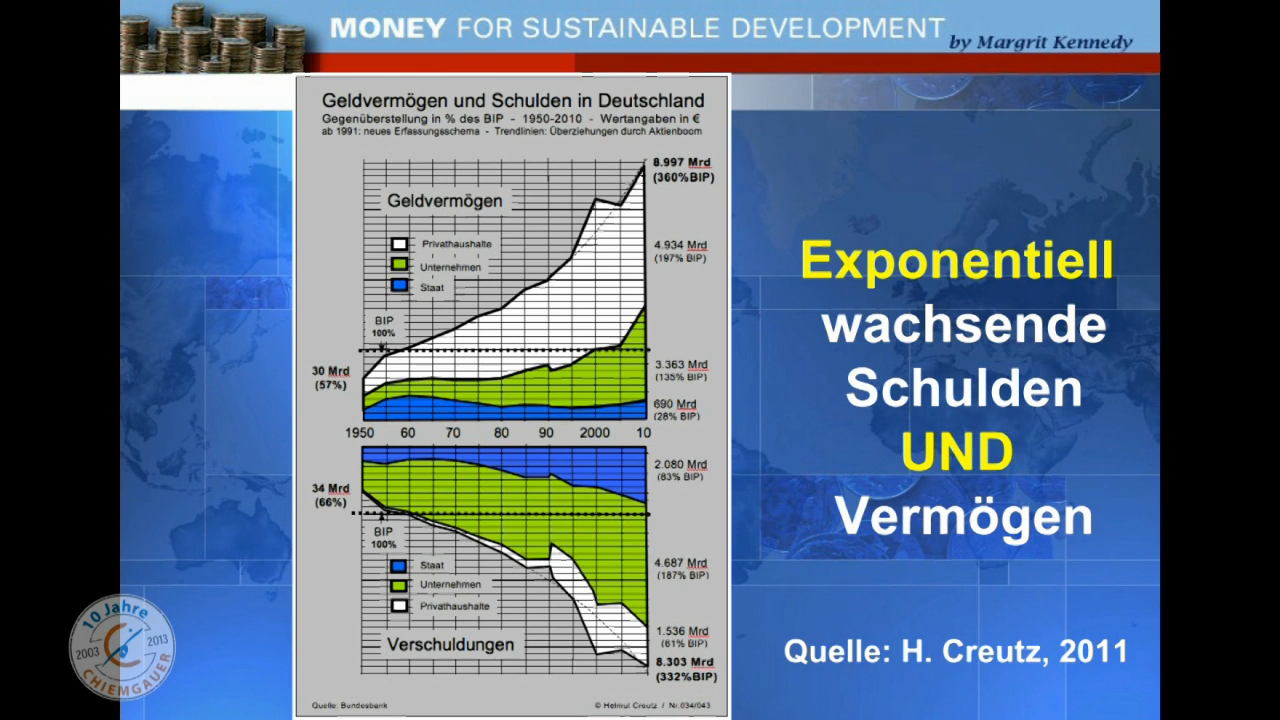 MONEY FOR SUSTAINABLE DEVELOPMENT
by Margrit Kennedy
Geldvermögen und Schulden in Deutschland
Gegenüberstellung in % des BIP - 1950-2010 - Wertangaben in €
ab 1991: neues Erfassungsschema - Trendlinien: Überziehungen durch Aktienboom
8.997 Mrd
(360%BIP)
Geldvermögen
Privathaushalte
Unternehmen
Staat
4.934 Mrd
(197% BIP)
BIP
100%
30 Mrd
(57%)
3.363 Mrd
(135% BIP)
690 Mrd
(28% BIP)
1950 60 70 80 90 2000 10
2.080 Mrd
(83% BIP)
34 Mrd
(66%)
BIP
100%
Staat
Unternehmen
Privathaushalte
4.687 Mrd
(187% BIP)
Verschuldungen
1.536 Mrd
(61% BIP)
8.303 Mrd
(332%BIP)
Quelle: Bundesbank
© Helmut Creutz / Nr.034/043
Exponentiell
wachsende
Schulden
UND
Vermögen
Quelle: H. Creutz, 2011
10 Jahre
2003
2013
CHIEMGAUER